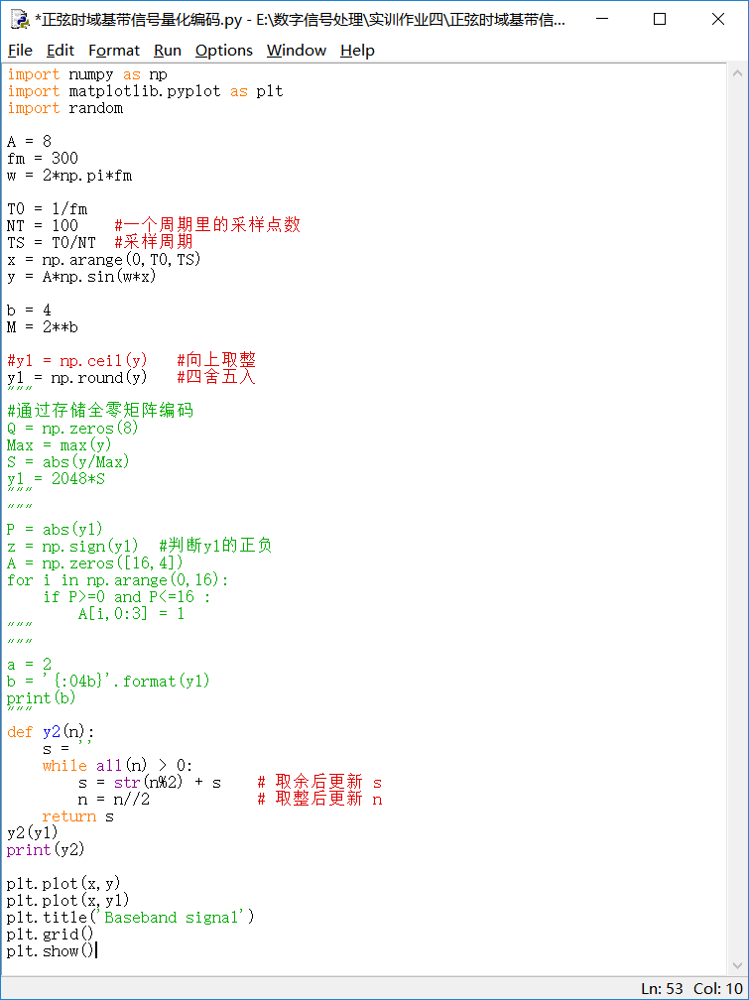 *正弦时域基带信号量化编码.py - E:\数字信号处理\实训作业四\正弦时域基带信...
File Edit Format Run Options Window Help
import numpy as np
import matplotlib.pyplot as plt
import random
A = 8
fm = 300
w = 2*np.pi*fm
T0 = 1/fm
NT = 100    #一个周期里的采样点数
TS = T0/NT  #采样周期
x = np.arange(0,T0,TS)
y = A*np.sin(w*x)
b = 4
M = 2**b
#y1 = np.ceil(y)   #向上取整
y1 = np.round(y)   #四舍五入
"""
#通过存储全零矩阵编码
Q = np.zeros(8)
Max = max(y)
S = abs(y/Max)
y1 = 2048*S
"""
"""
P = abs(y1)
z = np.sign(y1)  #判断y1的正负
A = np.zeros([16,4])
for i in np.arange(0,16):
    if P>=0 and P<=16 :
        A[i,0:3] = 1
"""
"""
a = 2
b = '{:04b}'.format(y1)
print(b)
"""
def y2(n):
    s = ''
    while all(n) > 0:
        s = str(n%2) + s    # 取余后更新 s
        n = n//2            # 取整后更新 n
    return s
y2(y1)
print(y2)
plt.plot(x,y)
plt.plot(x,y1)
plt.title('Baseband signal')
plt.grid()
plt.show()
Ln: 53 Col: 10